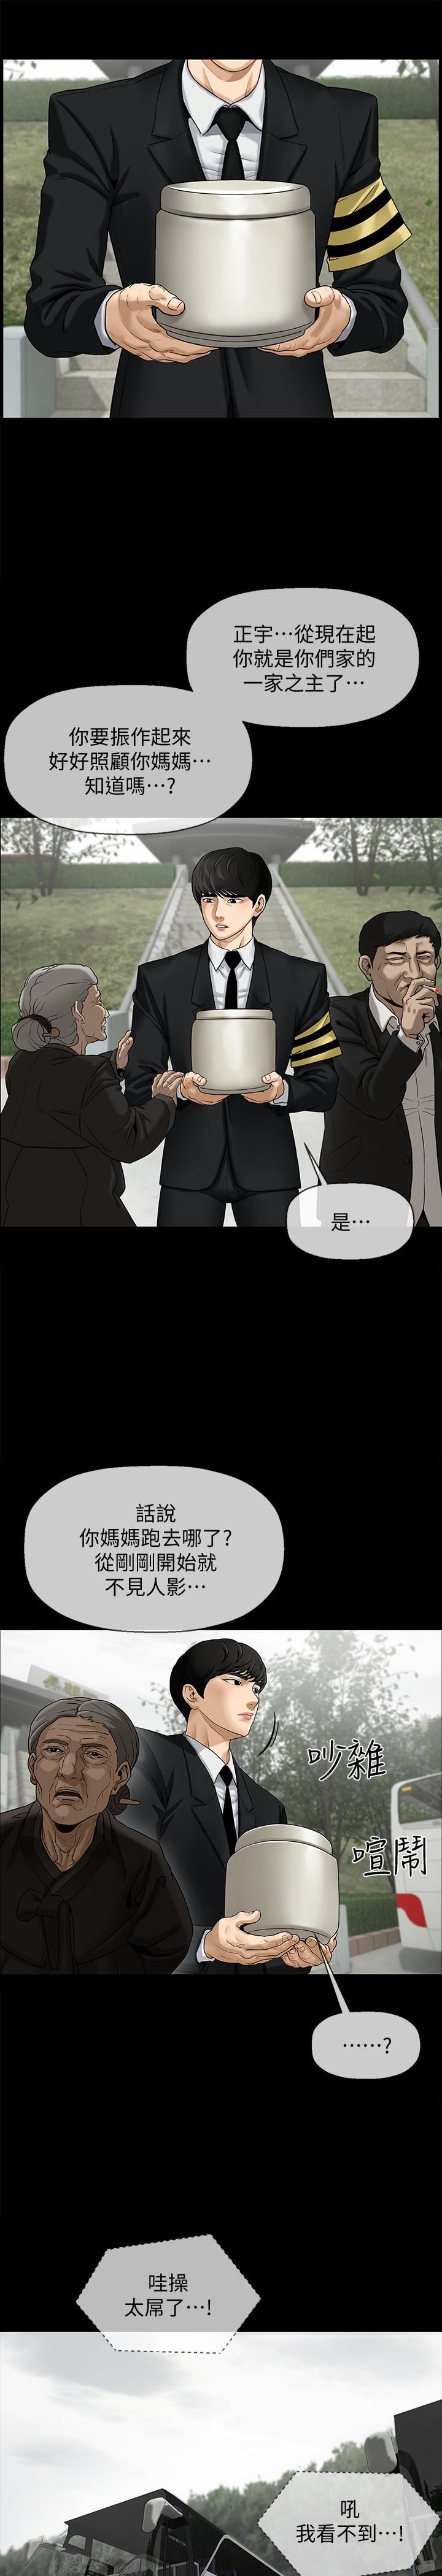 正宇⋯從現在起
你就是你們家的
一家之主了⋯
你要振作起來
好好照顧你媽媽⋯
知道嗎⋯?
是⋯
話說
你媽媽跑去哪了?
從剛剛開始就
不見人影⋯
吵雜
喧鬧
⋯⋯?
哇操
太屌了⋯!
吼
我看不到⋯!